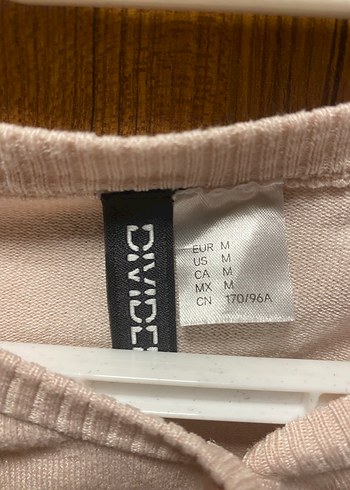 DIVIDE
EUR M
US M
CA M
MX M
CN 170/96A